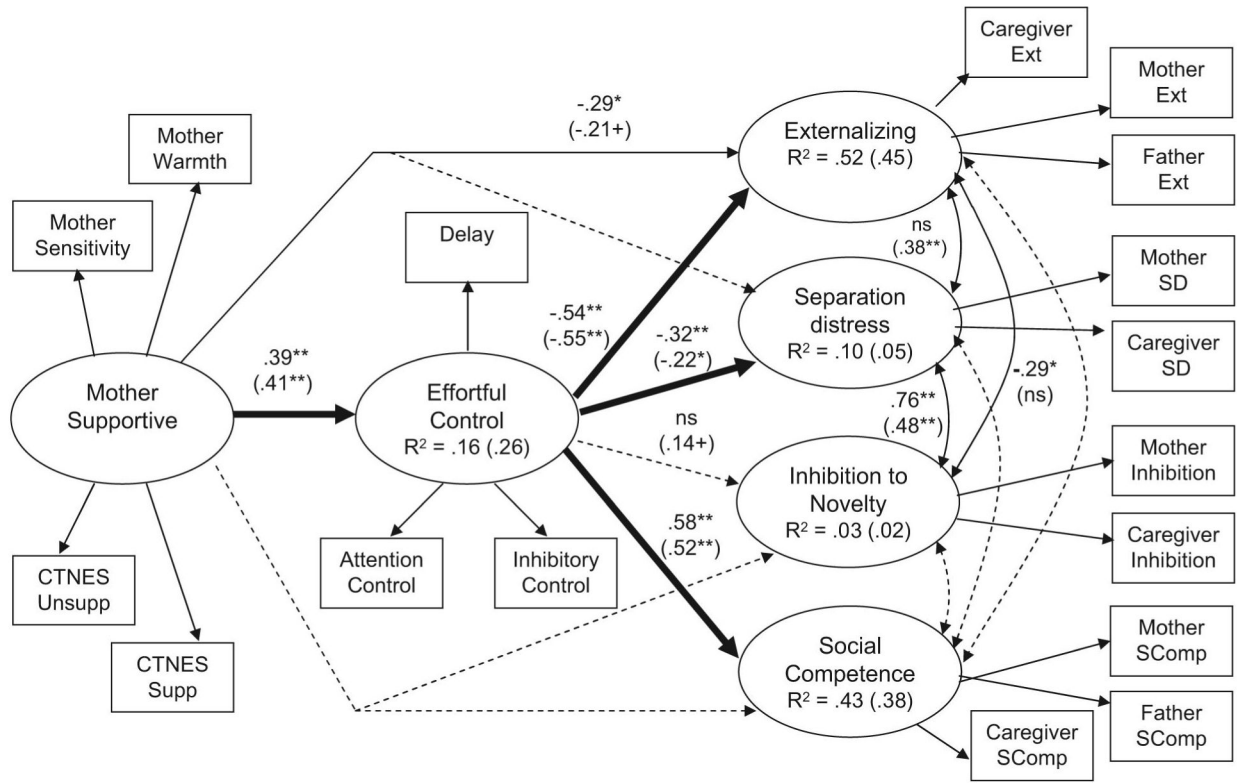 Caregiver
Ext
Mother
Ext
Father
Ext
-.29*
(-.21+)
Externalizing
R² = .52 (.45)
Mother
Warmth
Mother
Sensitivity
Delay
ns
(.38**)
Mother
SD
Caregiver
SD
Separation
distress
R² = .10 (.05)
-.54**
(-.55**)
-.32**
(-.22*)
.39**
(.41**)
Mother
Supportive
Effortful
Control
R² = .16 (.26)
ns
(.14+)
.76**
(.48**)
-.29*
(ns)
Inhibition to
Novelty
R² = .03 (.02)
Mother
Inhibition
Caregiver
Inhibition
.58**
(.52**)
Attention
Control
Inhibitory
Control
CTNES
Unsupp
CTNES
Supp
Social
Competence
R² = .43 (.38)
Mother
SComp
Father
SComp
Caregiver
SComp